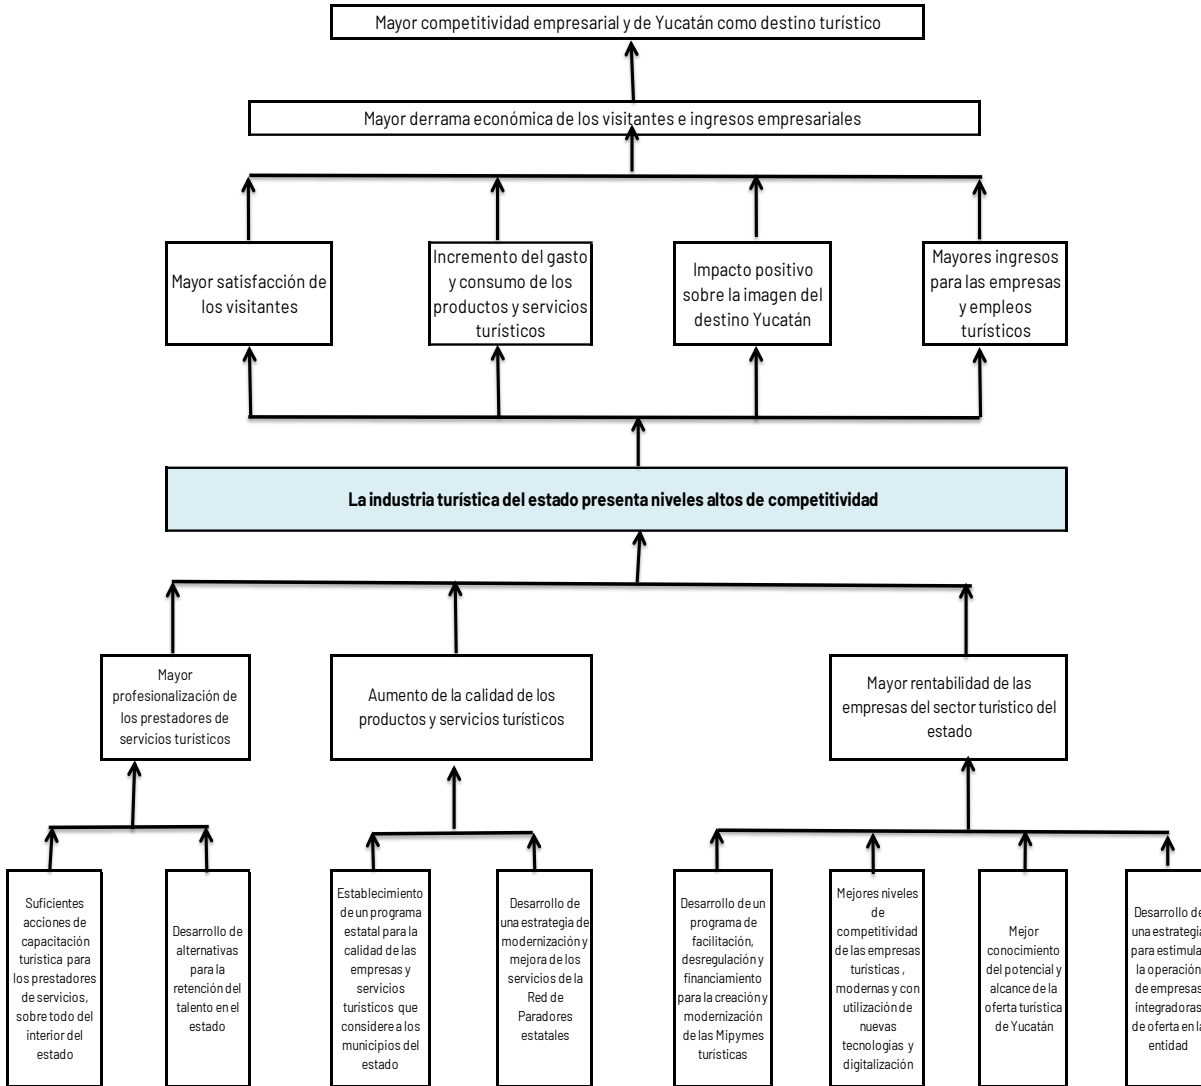 Mayor competitividad empresarial y de Yucatán como destino turístico
Mayor derrama económica de los visitantes e ingresos empresariales
Mayor satisfacción de
los visitantes
Incremento del gasto
y consumo de los
productos y servicios
turísticos
Impacto positivo
sobre la imagen del
destino Yucatán
Mayores ingresos
para las empresas
y empleos
turísticos
La industria turística del estado presenta niveles altos de competitividad
Mayor
profesionalización de
los prestadores de
servicios turísticos
Aumento de la calidad de los
productos y servicios turísticos
Mayor rentabilidad de las
empresas del sector turístico del
estado
Suficientes
acciones de
capacitación
turística para
los prestadores
de servicios,
sobre todo del
interior del
estado
Desarrollo de
alternativas
para la
retención del
talento en el
estado
Establecimiento
de un programa
estatal para la
calidad de las
empresas y
servicios
turísticos que
considere a los
municipios del
estado
Desarrollo de
una estrategia de
modernización y
mejora de los
servicios de la
Red de
Paradores
estatales
Desarrollo de un
programa de
facilitación,
desregulación y
financiamiento
para la creación y
modernización
de las Mipymes
turísticas
Mejores niveles
de
competitividad
de las empresas
turísticas ,
modernas y con
utilización de
nuevas
tecnologías y
digitalización
Mejor
conocimiento
del potencial y
alcance de la
oferta turística
de Yucatán
Desarrollo de
una estrategia
para estimula
la operación
de empresas
integradoras
de oferta en la
entidad